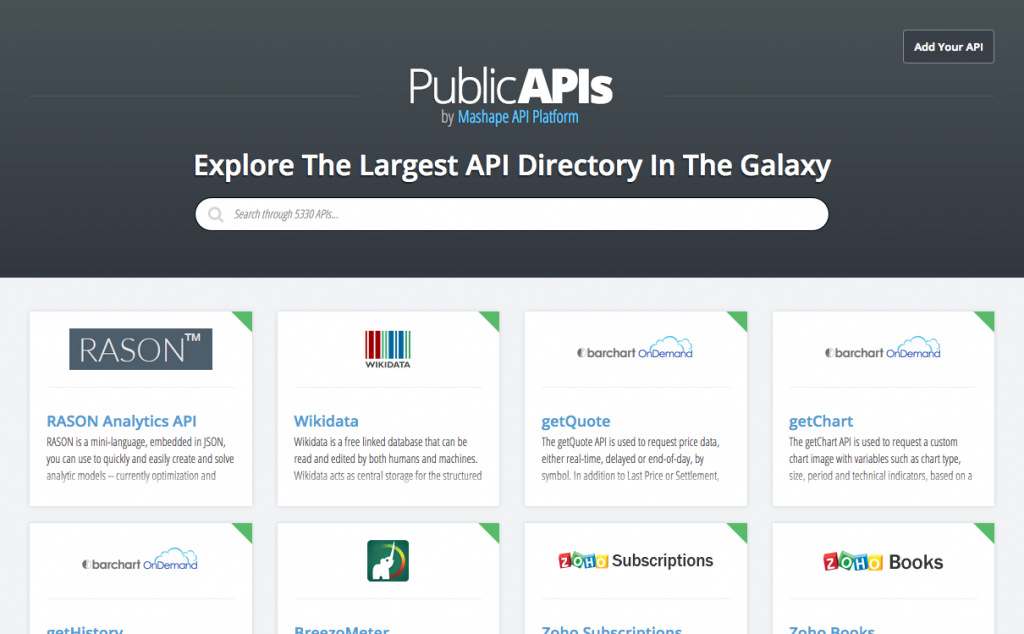 Add Your API
PublicAPIs
by Mashape API Platform
Explore The Largest API Directory In The Galaxy
Search through 5330 APIs...
RASON™
WIKIDATA
barchart OnDemand
barchart OnDemand
RASON Analytics API
RASON is a mini-language, embedded in JSON,
you can use to quickly and easily create and solve
analytic models -- currently optimization and
Wikidata
Wikidata is a free linked database that can be
read and edited by both humans and machines.
Wikidata acts as central storage for the structured
getQuote
The getQuote API is used to request price data,
either real-time, delayed or end-of-day, by
symbol. In addition to Last Price or Settlement,
getChart
The getChart API is used to request a custom
chart image with variables such as chart type,
size, period and technical indicators, based on a
barchart OnDemand
ZOHO Subscriptions
ZOHO Books
getHistory
BreezoMeter
Zoho Subscriptions
Zoho Books